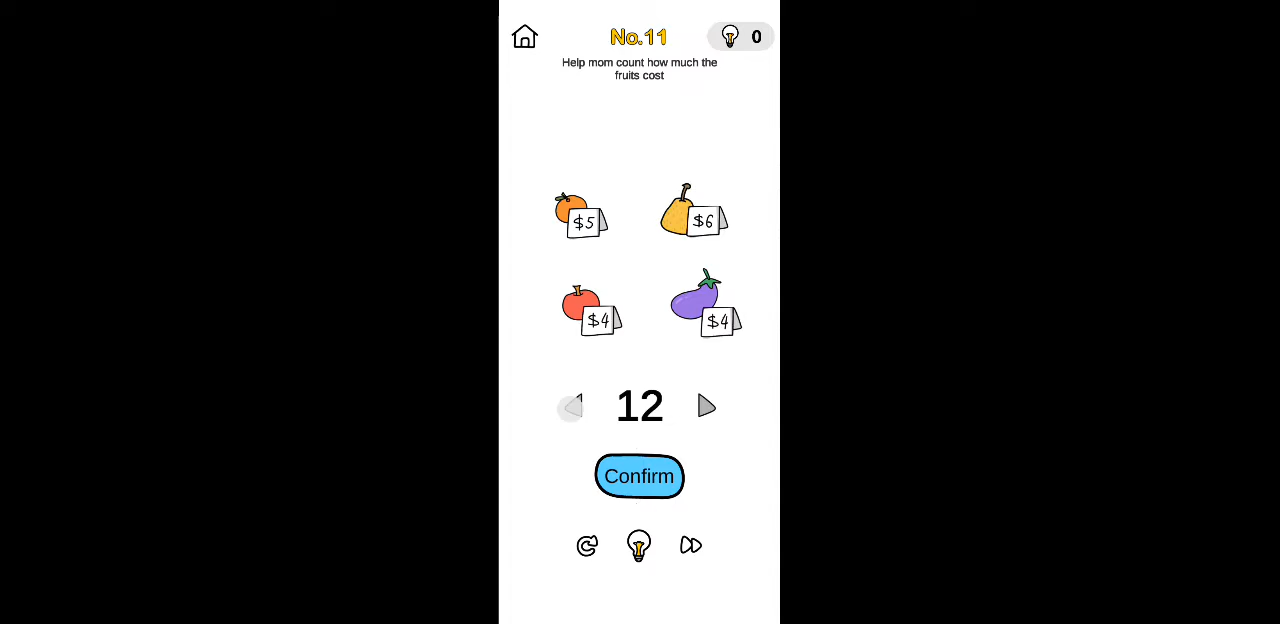 No.11
0
Help mom count how much the
fruits cost
$5
$6
$4
$4
12
Confirm